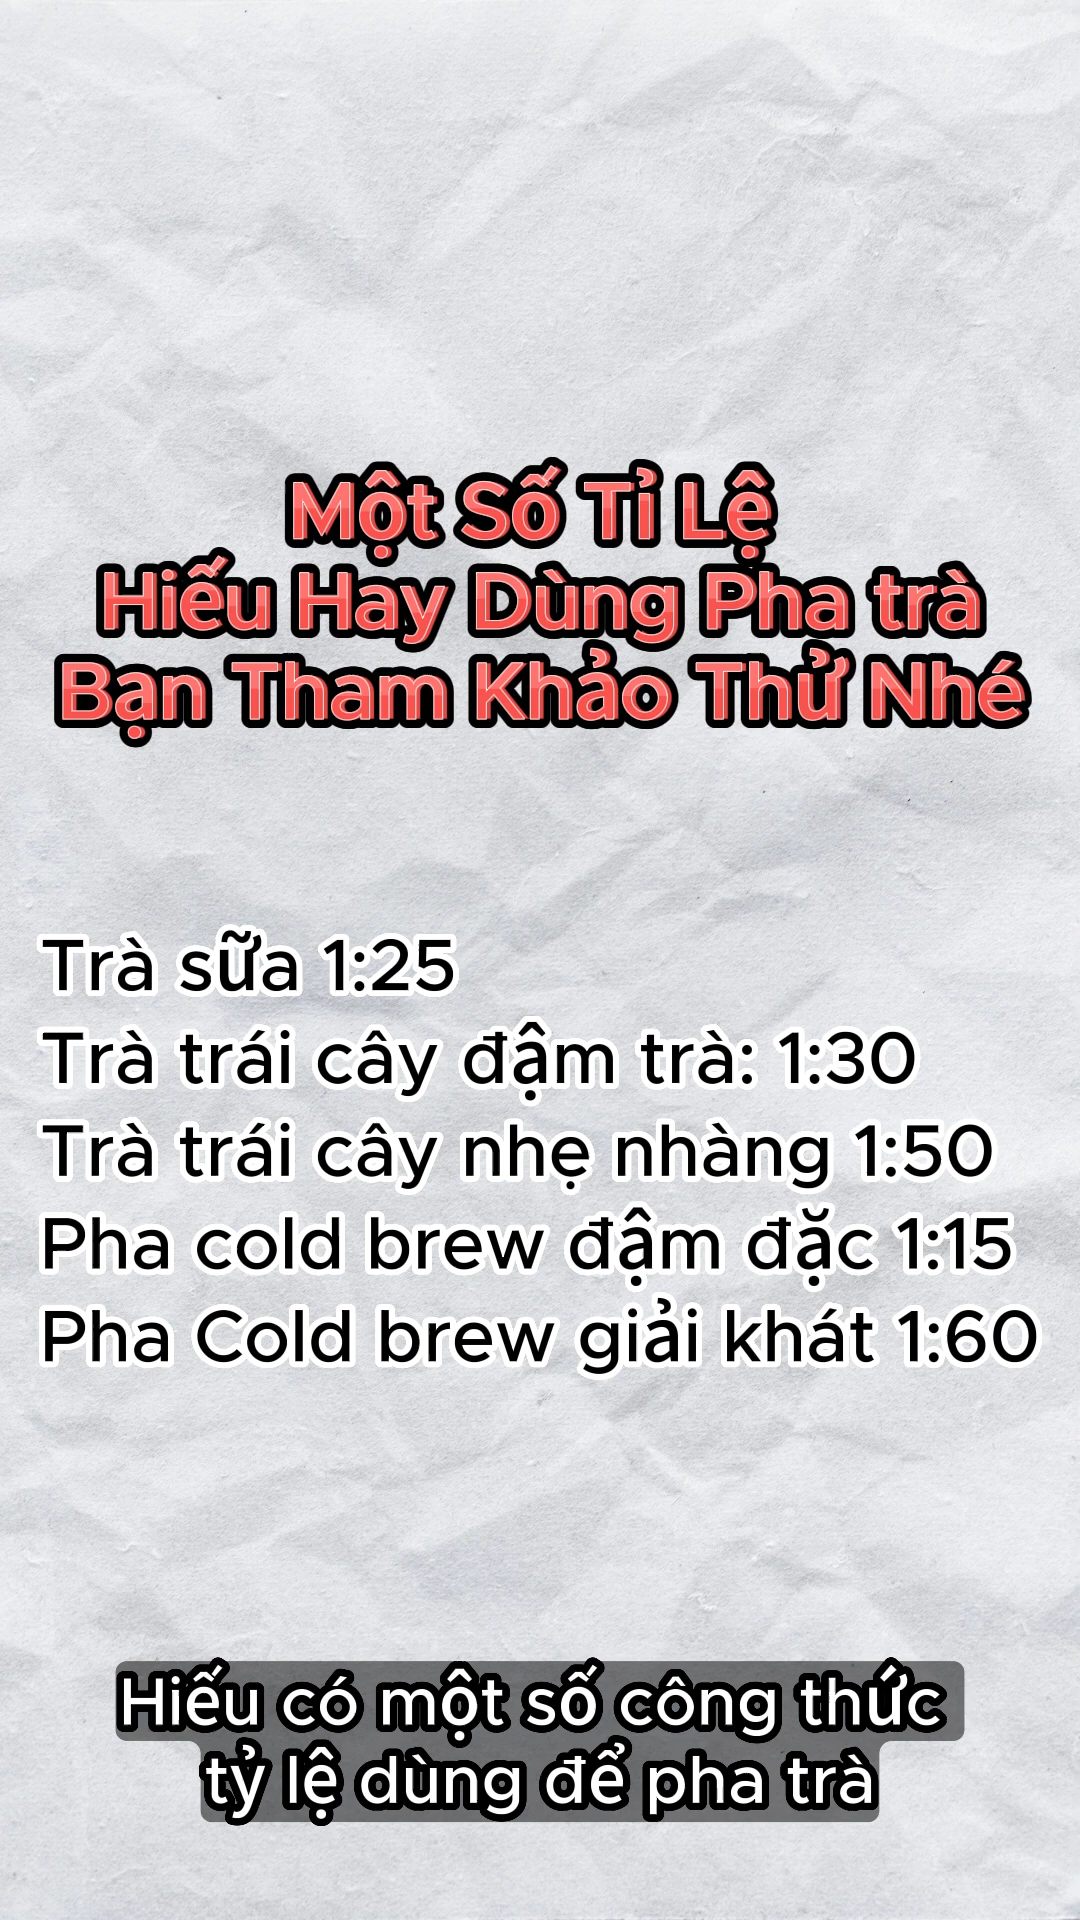 Một Số Tỉ Lệ
Hiếu Hay Dùng Pha trà
Bạn Tham Khảo Thử Nhé
Trà sữa 1:25
Trà trái cây đậm trà: 1:30
Trà trái cây nhẹ nhàng 1:50
Pha cold brew đậm đặc 1:15
Pha Cold brew giải khát 1:60
Hiếu có một số công thức
tỷ lệ dùng để pha trà